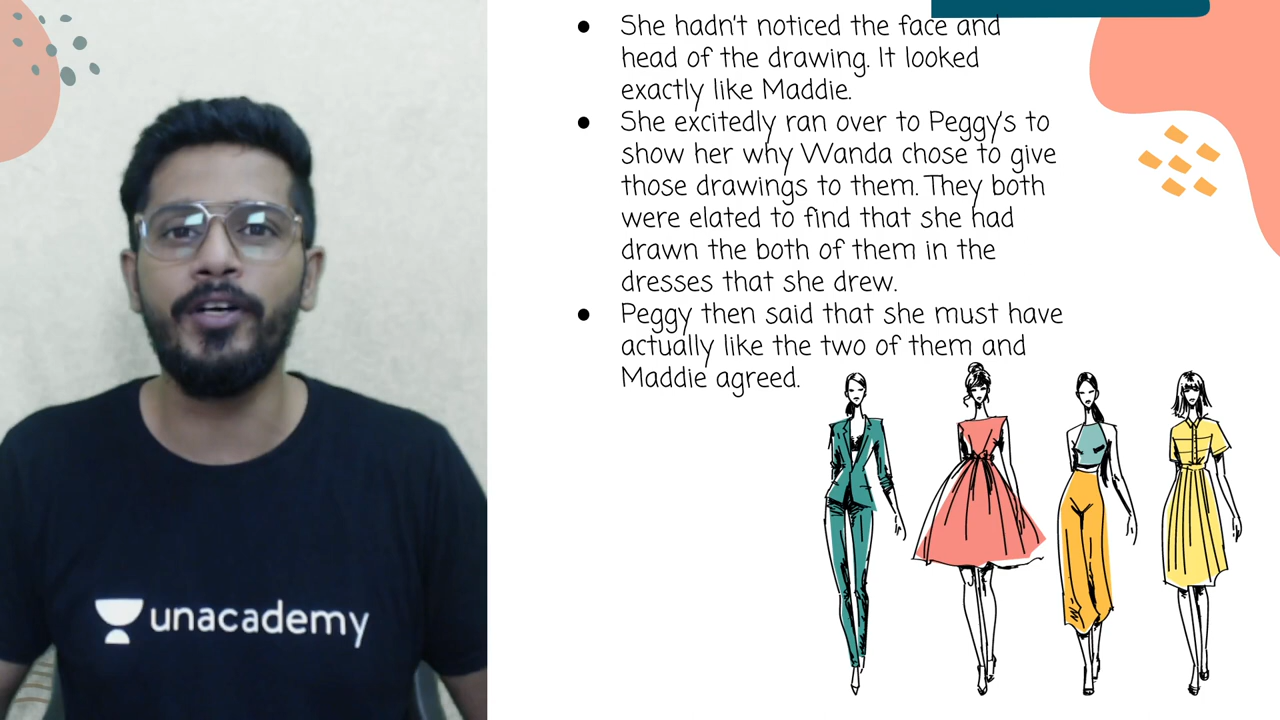 She hadn't noticed the face and
head of the drawing. It looked
exactly like Maddie.
She excitedly ran over to Peggy's to
show her why Wanda chose to give
those drawings to them. They both
were elated to find that she had
drawn the both of them in the
dresses that she drew.
Peggy then said that she must have
actually like the two of them and
Maddie agreed.
unacademy